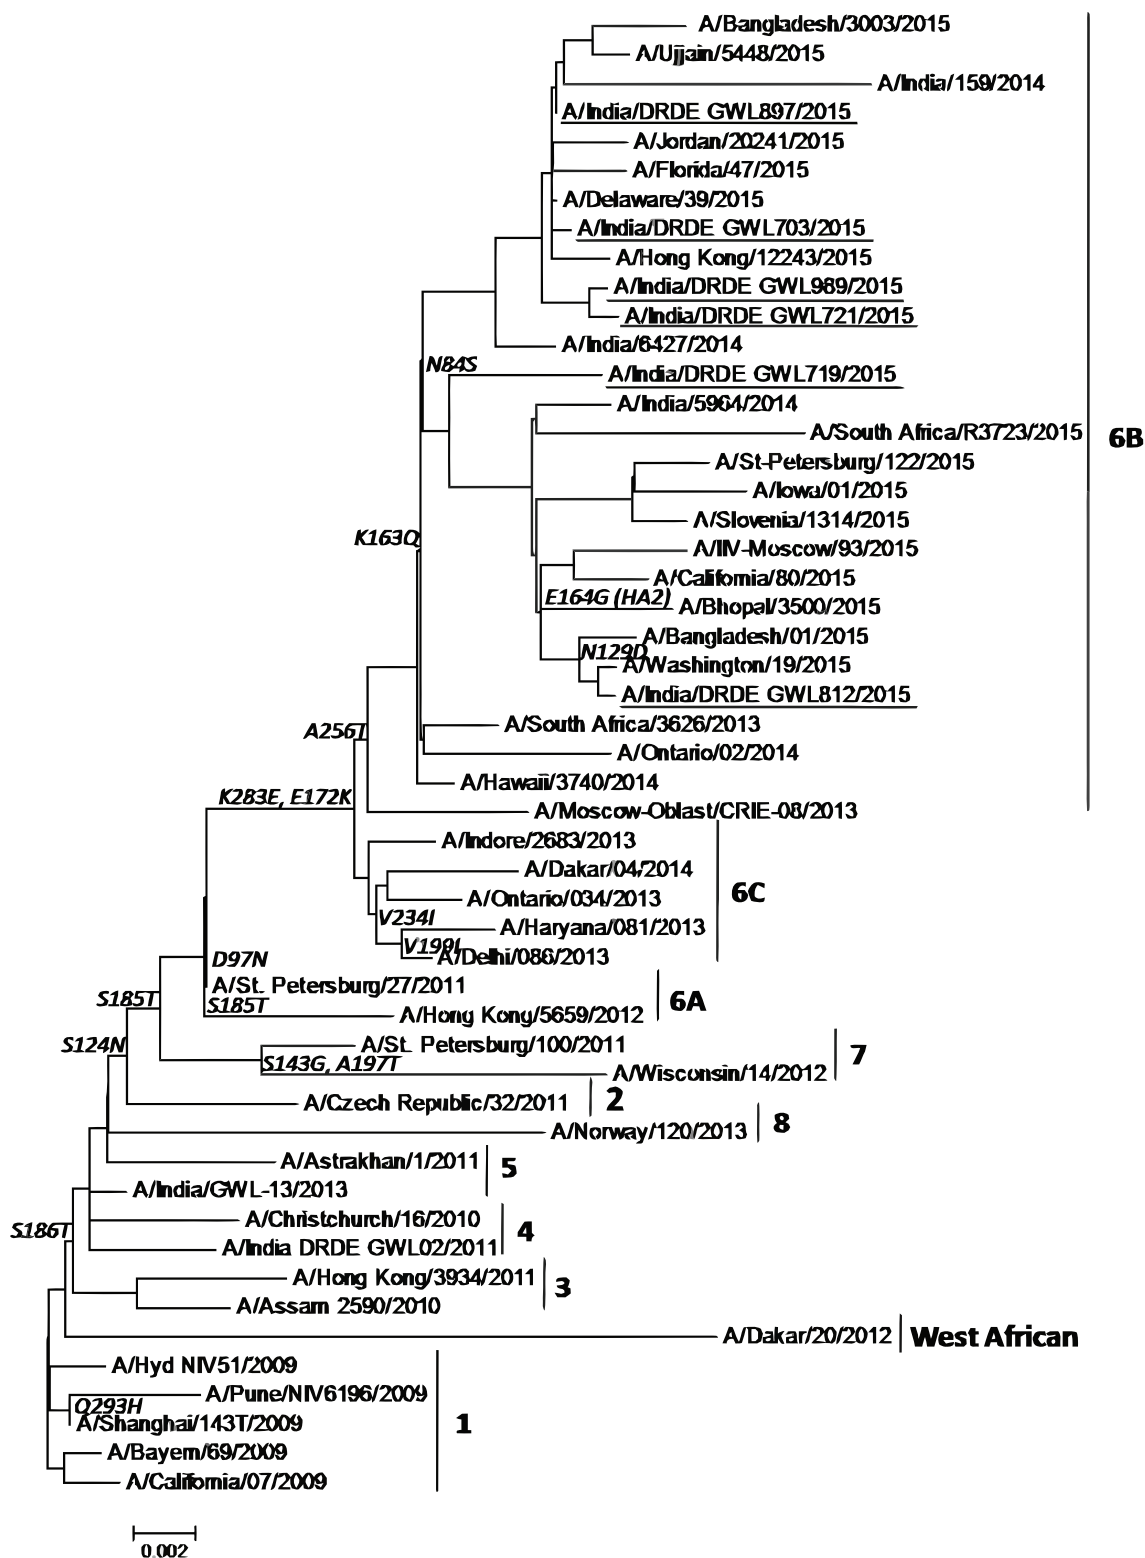 A/Bangladesh/3003/2015
A/Ujjain/5448/2015
A/India/159/2014
A/India/DRDE GWL897/2015
A/Jordan/20241/2015
A/Florida/47/2015
A/Delaware/39/2015
A/India/DRDE GWL703/2015
A/Hong Kong/12243/2015
A/India/DRDE GWL989/2015
A/India/DRDE GWL721/2015
A/India/6427/2014
N84S
A/India/DRDE GWL719/2015
A/India/5964/2014
A/South Africa/R3723/2015
6B
A/St-Petersburg/122/2015
A/Iowa/01/2015
A/Slovenia/1314/2015
K163Q
A/IIV-Moscow/93/2015
A/California/80/2015
E164G (HA2)
A/Bhopal/3500/2015
A/Bangladesh/01/2015
N129D
A/Washington/19/2015
A/India/DRDE GWL812/2015
A/South Africa/3626/2013
A256T
A/Ontario/02/2014
A/Hawaii/3740/2014
K283E, E172K
A/Moscow-Oblast/CRIE-08/2013
A/Indore/2683/2013
A/Dakar/04/2014
6C
A/Ontario/034/2013
V234I
A/Haryana/081/2013
V199I
A/Delhi/086/2013
D97N
A/St. Petersburg/27/2011
S185T
S185T
6A
A/Hong Kong/5659/2012
S124N
A/St. Petersburg/100/2011
7
S143G, A197T
A/Wisconsin/14/2012
A/Czech Republic/32/2011
2
A/Norway/120/2013
8
A/Astrakhan/1/2011
5
A/India/GWL-13/2013
A/Christchurch/16/2010
S186T
4
A/India DRDE GWL02/2011
A/Hong Kong/3934/2011
3
A/Assam 2590/2010
A/Dakar/20/2012
West African
A/Hyd NIV51/2009
A/Pune/NIV6196/2009
Q293H
A/Shanghai/143T/2009
1
A/Bayern/69/2009
A/California/07/2009
0.002